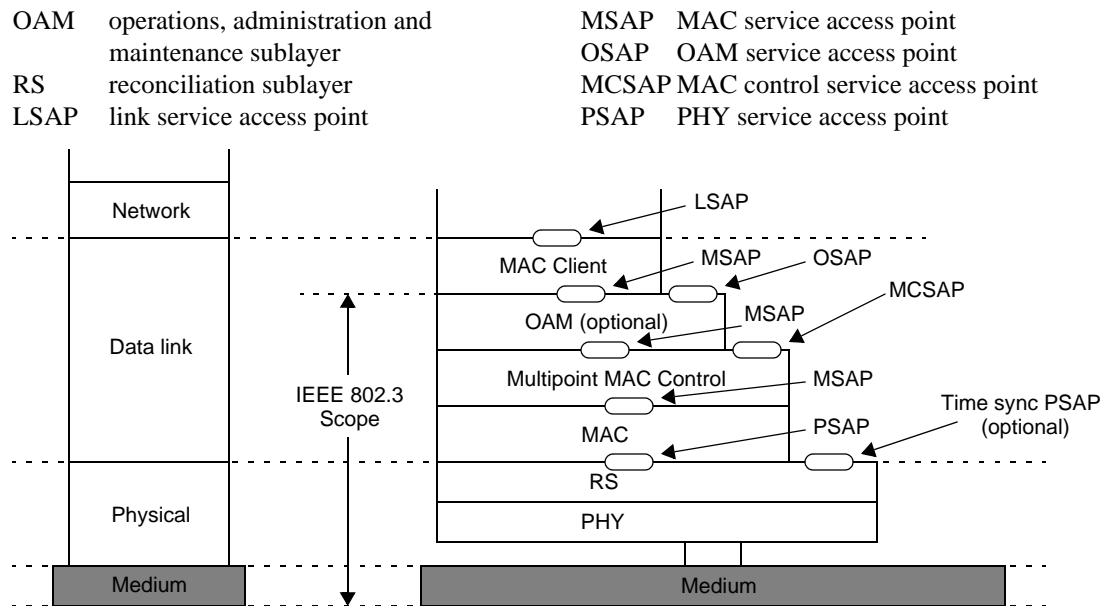 OAM operations, administration and
maintenance sublayer
RS reconciliation sublayer
LSAP link service access point
MSAP MAC service access point
OSAP OAM service access point
MCSAP MAC control service access point
PSAP PHY service access point
Network
Data link
Physical
Medium
IEEE 802.3
Scope
LSAP
MAC Client
MSAP
OSAP
OAM (optional)
MSAP
MCSAP
Multipoint MAC Control
MSAP
MAC
PSAP
Time sync PSAP
(optional)
RS
PHY
Medium